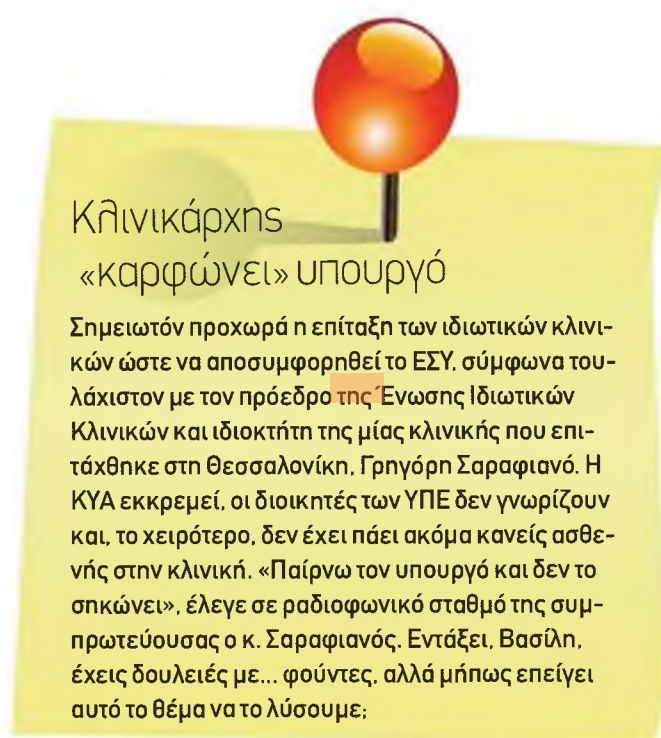 Κλινικάρχης
«καρφώνει» υπουργό
Σημειωτόν προχωρά η επίταξη των ιδιωτικών κλινι-
κών ώστε να αποσυμφορηθεί το ΕΣΥ, σύμφωνα του-
λάχιστον με τον πρόεδρο της Ένωσης Ιδιωτικών
Κλινικών και ιδιοκτήτη της μίας κλινικής που επι-
τάχθηκε στη Θεσσαλονίκη, Γρηγόρη Σαραφιανό. Η
ΚΥΑ εκκρεμεί, οι διοικητές των ΥΠΕ δεν γνωρίζουν
και, το χειρότερο, δεν έχει πάει ακόμα κανείς ασθε-
νής στην κλινική. «Παίρνω τον υπουργό και δεν το
σηκώνει», έλεγε σε ραδιοφωνικό σταθμό της συμ-
πρωτεύουσας ο κ. Σαραφιανός. Εντάξει, Βασίλη,
έχεις δουλειές με... φούντες, αλλά μήπως επείγει
αυτό το θέμα να το λύσουμε;